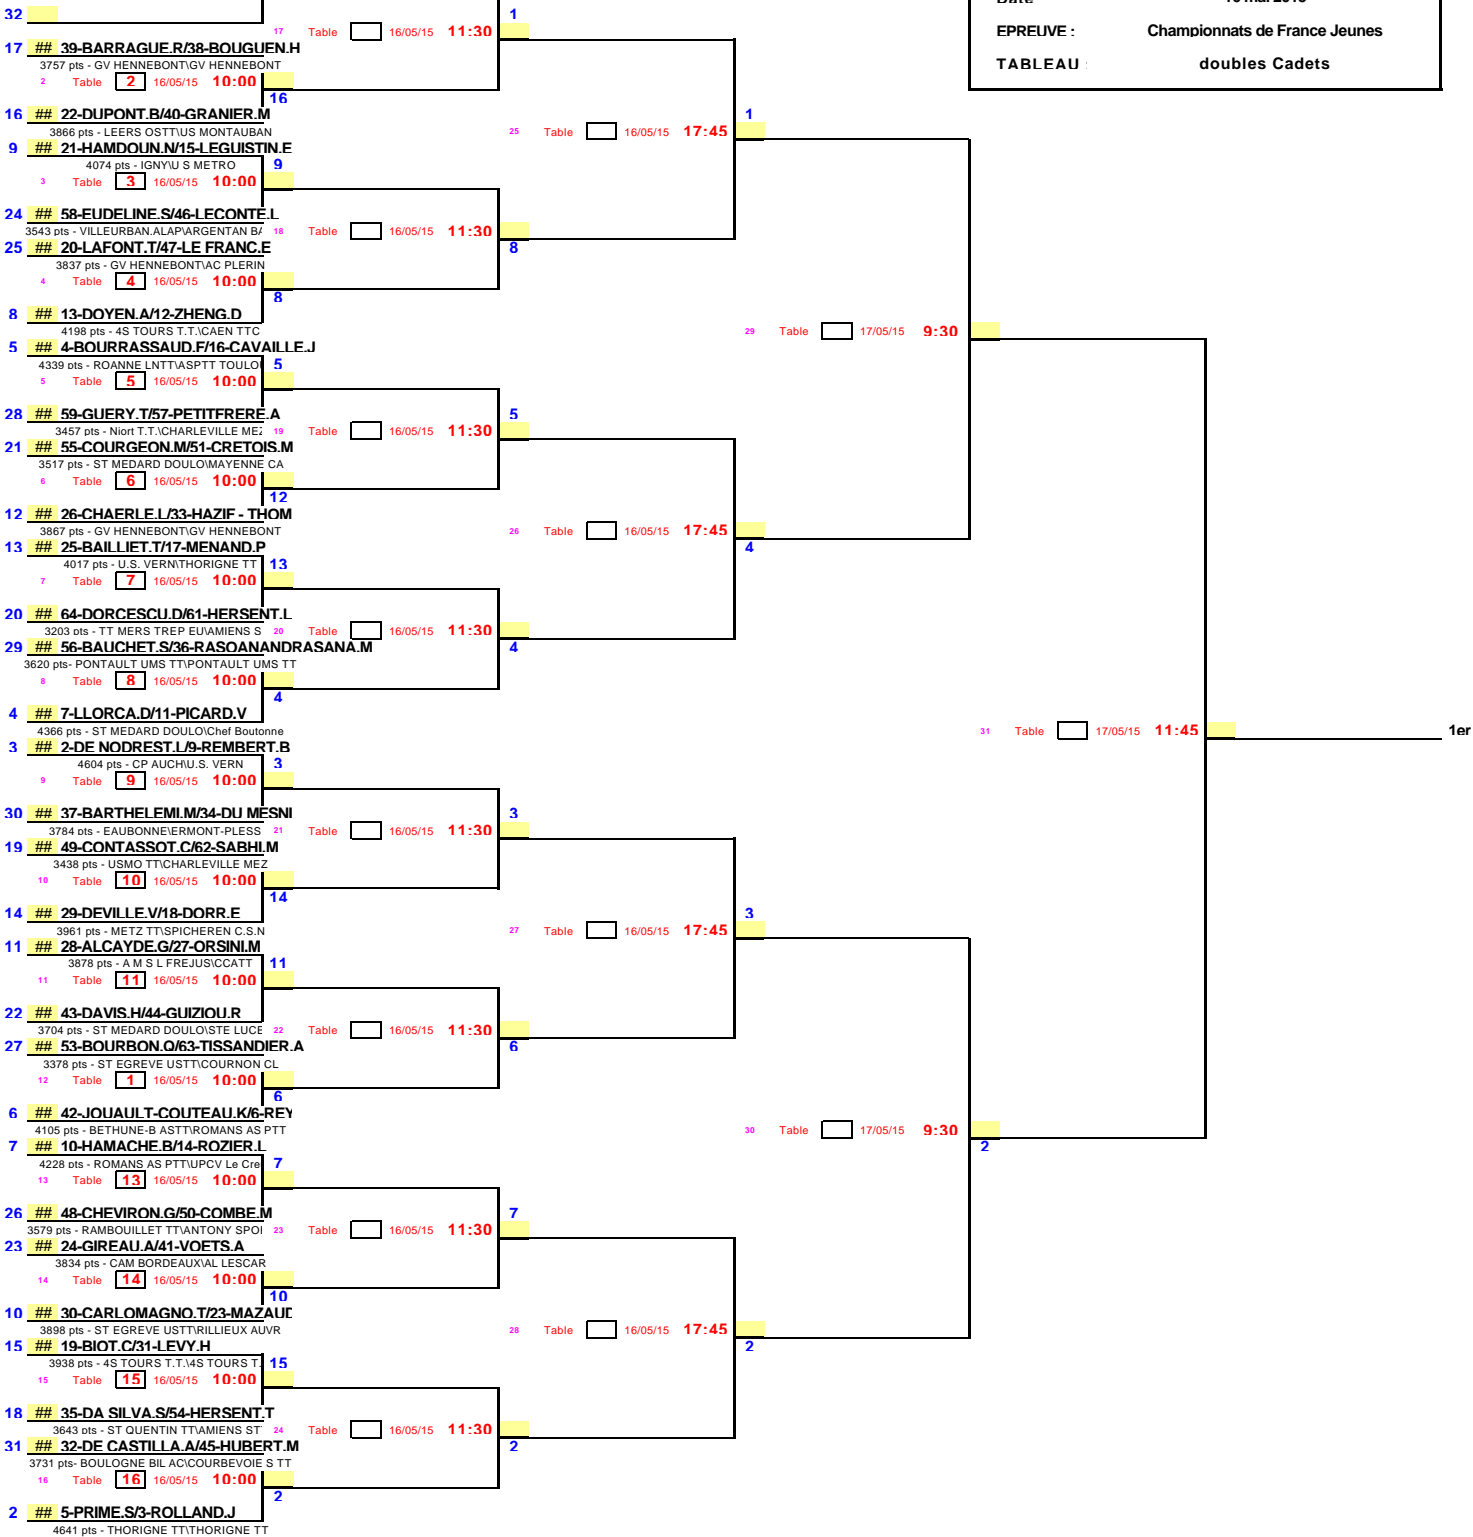 32
1
17 Table 16/05/15 11:30
16 mai 2015
EPREUVE : Championnats de France Jeunes
TABLEAU : doubles Cadets
17 ## 39-BARRAGUE.R/38-BOUGUEN.H
3757 pts - GV HENNEBONT\GV HENNEBONT
2 Table 2 16/05/15 10:00
16
16 ## 22-DUPONT.B/40-GRANIER.M
3866 pts - LEERS OSTT\US MONTAUBAN
1
25 Table 16/05/15 17:45
9 ## 21-HAMDOUN.N/15-LEGUISTIN.E
4074 pts - IGNY\U S METRO
9
3 Table 3 16/05/15 10:00
24 ## 58-EUDELINE.S/46-LECONTE.L
3543 pts - VILLEURBAN.ALAP\ARGENTAN BA
18 Table 16/05/15 11:30
8
25 ## 20-LAFONT.T/47-LE FRANC.E
3837 pts - GV HENNEBONT\AC PLERIN
4 Table 4 16/05/15 10:00
8
8 ## 13-DOYEN.A/12-ZHENG.D
4198 pts - 4S TOURS T.T.\CAEN TTC
29 Table 17/05/15 9:30
5 ## 4-BOURRASSAUD.F/16-CAVAILLE.J
4339 pts - ROANNE LNTT\ASPTT TOULO
5
5 Table 5 16/05/15 10:00
28 ## 59-GUERY.T/57-PETITFRERE.A
3457 pts - Niort T.T.\CHARLEVILLE MEZ
5
19 Table 16/05/15 11:30
21 ## 55-COURGEON.M/51-CRETOIS.M
3517 pts - ST MEDARD DOULO\MAYENNE CA
6 Table 6 16/05/15 10:00
12
12 ## 26-CHAERLE.L/33-HAZIF - THOM
3867 pts - GV HENNEBONT\GV HENNEBONT
26 Table 16/05/15 17:45
4
13 ## 25-BAILLIET.T/17-MENAND.P
4017 pts - U.S. VERN\THORIGNE TT
13
7 Table 7 16/05/15 10:00
20 ## 64-DORCESCU.D/61-HERSENT.L
3203 pts - TT MERS TREP EU\AMIENS S
20 Table 16/05/15 11:30
4
29 ## 56-BAUCHET.S/36-RASOANANDRASANA.M
3620 pts- PONTAULT UMS TT\PONTAULT UMS TT
8 Table 8 16/05/15 10:00
4
4 ## 7-LLORCA.D/11-PICARD.V
4366 pts - ST MEDARD DOULO\Chef Boutonne
31 Table 17/05/15 11:45
1er
3 ## 2-DE NODREST.L/9-REMBERT.B
4604 pts - CP AUCH\U.S. VERN
3
9 Table 9 16/05/15 10:00
30 ## 37-BARTHELEMI.M/34-DU MESNI
3784 pts - EAUBONNE\ERMONT-PLESS
3
21 Table 16/05/15 11:30
19 ## 49-CONTASSOT.C/62-SABHI.M
3438 pts - USMO TT\CHARLEVILLE MEZ
10 Table 10 16/05/15 10:00
14
14 ## 29-DEVILLE.V/18-DORR.E
3961 pts - METZ TT\SPICHEREN C.S.N
3
27 Table 16/05/15 17:45
11 ## 28-ALCAYDE.G/27-ORSINI.M
3878 pts - A M S L FREJUS\CCATT
11
11 Table 11 16/05/15 10:00
22 ## 43-DAVIS.H/44-GUIZIOU.R
3704 pts - ST MEDARD DOULO\STE LUCE
22 Table 16/05/15 11:30
6
27 ## 53-BOURBON.Q/63-TISSANDIER.A
3378 pts - ST EGREVE USTT\COURNON CL
12 Table 1 16/05/15 10:00
6
6 ## 42-JOUAULT-COUTEAU.K/6-REY
4105 pts - BETHUNE-B ASTT\ROMANS AS PTT
30 Table 17/05/15 9:30
2
7 ## 10-HAMACHE.B/14-ROZIER.L
4228 pts - ROMANS AS PTT\UPCV Le Cre
7
13 Table 13 16/05/15 10:00
26 ## 48-CHEVIRON.G/50-COMBE.M
3579 pts - RAMBOUILLET TT\ANTONY SPO
7
23 Table 16/05/15 11:30
23 ## 24-GIREAU.A/41-VOETS.A
3834 pts - CAM BORDEAUX\AL LESCAR
14 Table 14 16/05/15 10:00
10
10 ## 30-CARLOMAGNO.T/23-MAZAUD
3898 pts - ST EGREVE USTT\RILLIEUX AUVR
28 Table 16/05/15 17:45
2
15 ## 19-BIOT.C/31-LEVY.H
3938 pts - 4S TOURS T.T.\4S TOURS T.
15
15 Table 15 16/05/15 10:00
18 ## 35-DA SILVA.S/54-HERSENT.T
3643 pts - ST QUENTIN TT\AMIENS ST
24 Table 16/05/15 11:30
2
31 ## 32-DE CASTILLA.A/45-HUBERT.M
3731 pts- BOULOGNE BIL AC\COURBEVOIE S TT
16 Table 16 16/05/15 10:00
2
2 ## 5-PRIME.S/3-ROLLAND.J
4641 pts - THORIGNE TT\THORIGNE TT